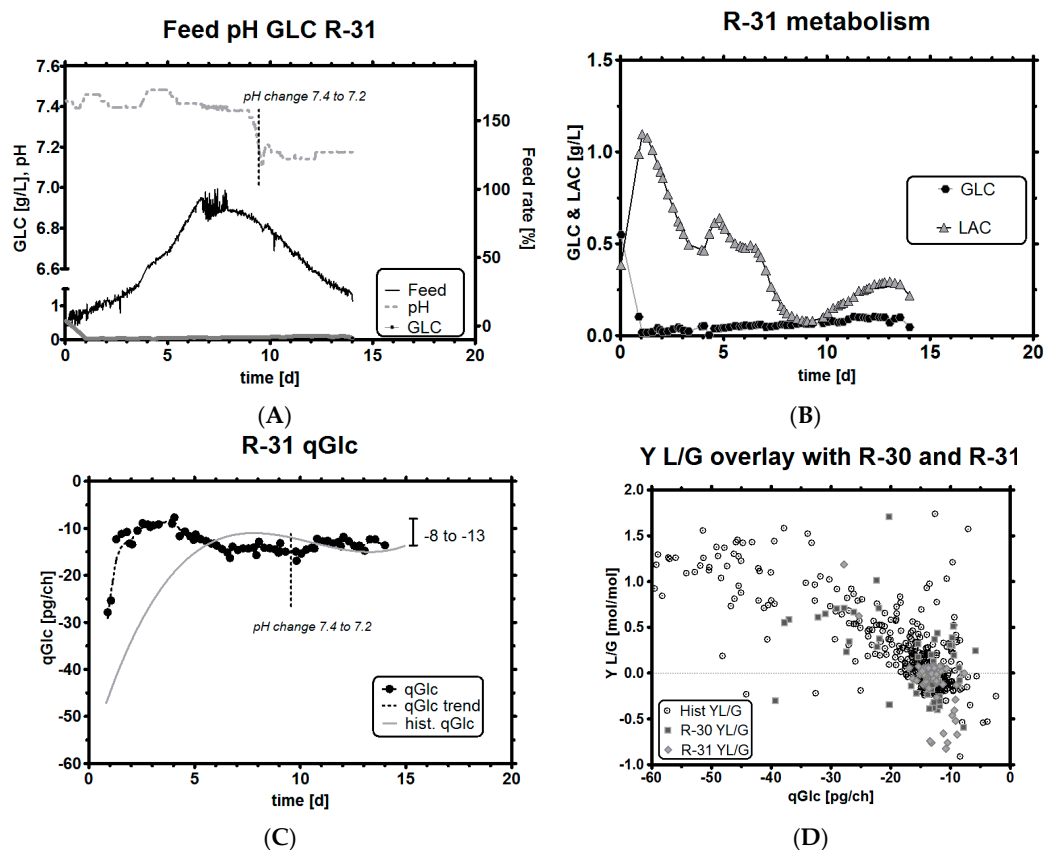 Feed pH GLC R-31
7.6
7.4
7.2
7.0
6.8
6.6
1
0
GLC [g/L], pH
pH change 7.4 to 7.2
150
100
50
0
Feed rate
[%]
Feed
pH
GLC
0 5 10 15 20
time [d]
(A)
R-31 metabolism
1.5
1.0
0.5
0.0
GLC & LAC [g/L]
GLC
LAC
0 5 10 15 20
time [d]
(B)
R-31 qGlc
0
-10
-20
-30
-40
-50
-60
qGlc [pg/ch]
-8 to -13
pH change 7.4 to 7.2
qGlc
qGlc trend
hist. qGlc
0 5 10 15 20
time [d]
(C)
Y L/G overlay with R-30 and R-31
2.0
1.5
1.0
0.5
0.0
-0.5
-1.0
Y L/G [mol/mol]
Hist YL/G
R-30 YL/G
R-31 YL/G
-60 -50 -40 -30 -20 -10 0
qGlc [pg/ch]
(D)